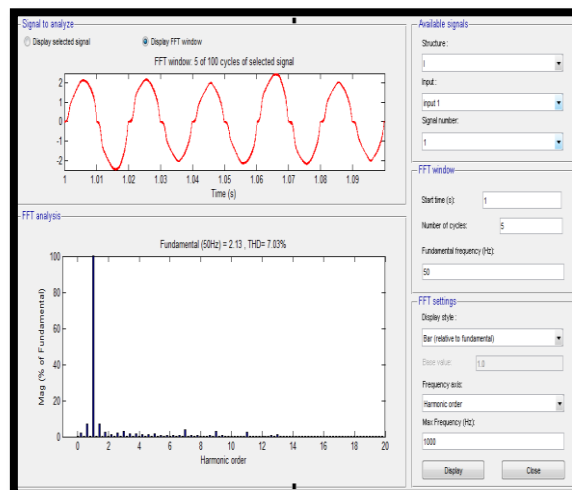 Signal to analyze
Display selected signal
Display FFT window
FFT window: 5 of 100 cycles of selected signal
2
1
0
-1
-2
1
1.01
1.02
1.03
1.04
1.05
1.06
1.07
1.08
1.09
Time (s)
FFT analysis
Fundamental (50Hz) = 2.13 , THD= 7.03%
100
80
60
40
20
0
Mag (% of Fundamental)
0
2
4
6
8
10
12
14
16
18
20
Harmonic order
Available signals
Structure :
I
Input :
input 1
Signal number:
1
FFT window
Start time (s):
1
Number of cycles:
5
Fundamental frequency (Hz):
50
FFT settings
Display style :
Bar (relative to fundamental)
Base value:
1.0
Frequency axis:
Harmonic order
Max Frequency (Hz):
1000
Display
Close